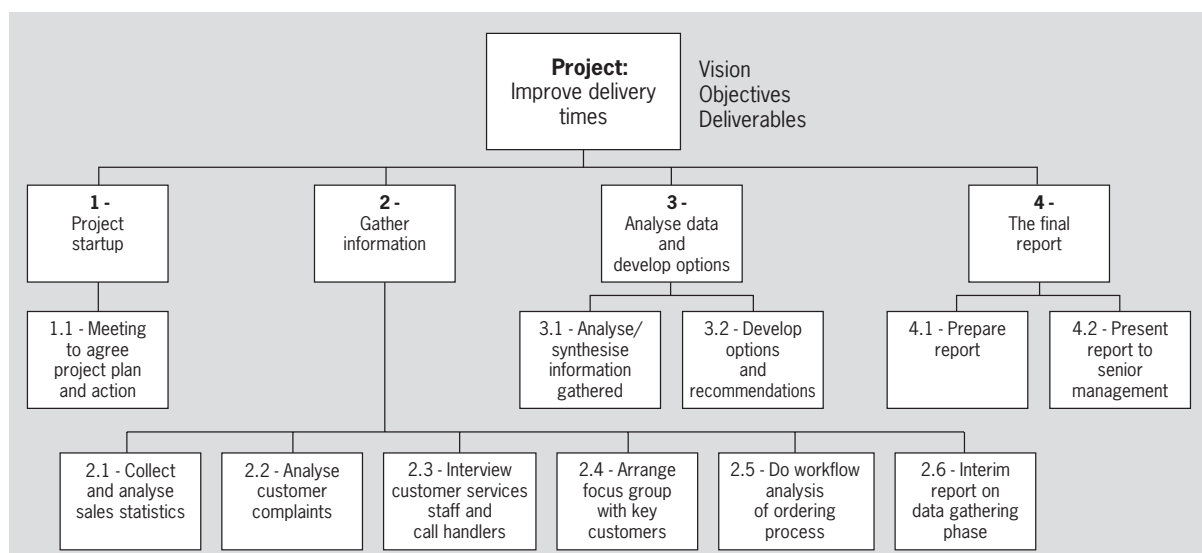 Project:
Improve delivery
times
Vision
Objectives
Deliverables
1 -
Project
startup
2 -
Gather
information
3 -
Analyse data
and
develop options
4 -
The final
report
1.1 - Meeting
to agree
project plan
and action
3.1 - Analyse/
synthesise
information
gathered
3.2 - Develop
options
and
recommendations
4.1 - Prepare
report
4.2 - Present
report to
senior
management
2.1 - Collect
and analyse
sales statistics
2.2 - Analyse
customer
complaints
2.3 - Interview
customer services
staff and
call handlers
2.4 - Arrange
focus group
with key
customers
2.5 - Do workflow
analysis
of ordering
process
2.6 - Interim
report on
data gathering
phase